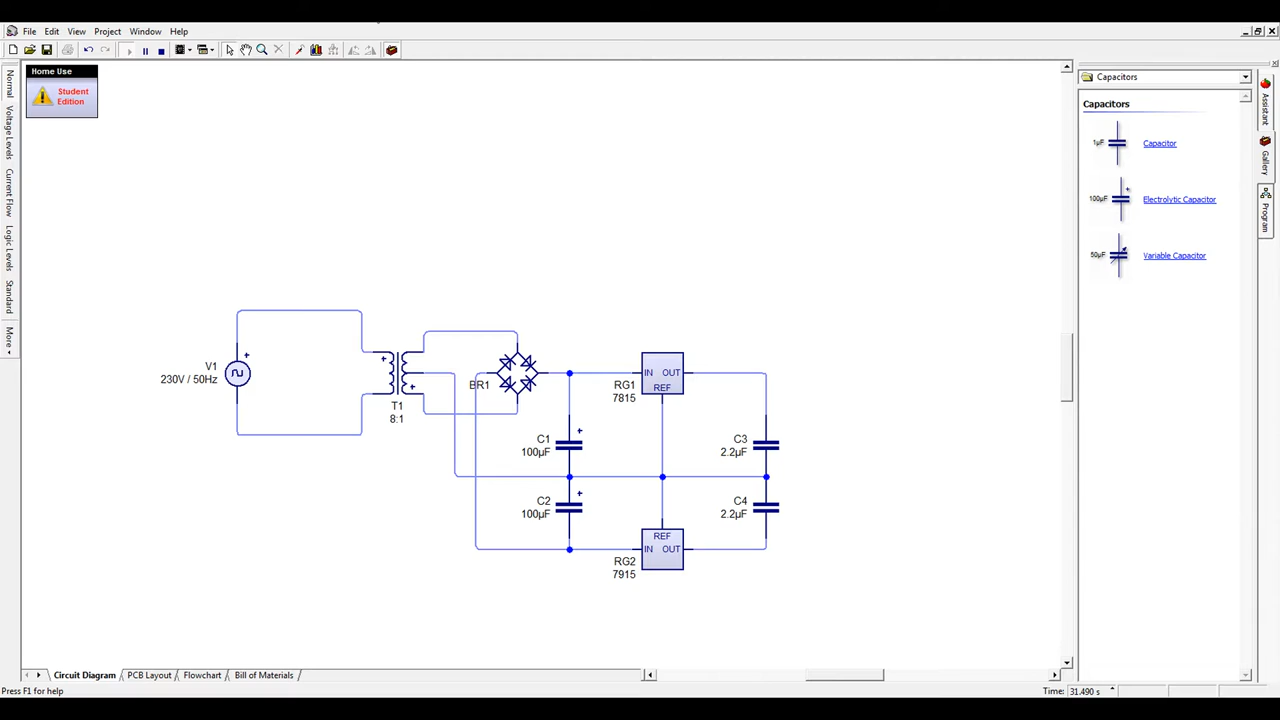 File Edit View Project Window Help
Home Use
Student
Edition
Normal
Voltage Levels
Current Flow
Logic Levels
Standard
More
V1
230V / 50Hz
T1
8:1
BR1
C1
100µF
C2
100µF
RG1
7815
IN OUT
REF
RG2
7915
REF
IN OUT
C3
2.2µF
C4
2.2µF
Capacitors
Capacitors
1µF Capacitor
100µF Electrolytic Capacitor
50µF Variable Capacitor
Assistant
Gallery
Program
Circuit Diagram PCB Layout Flowchart Bill of Materials
Press F1 for help
Time: 31.490 s